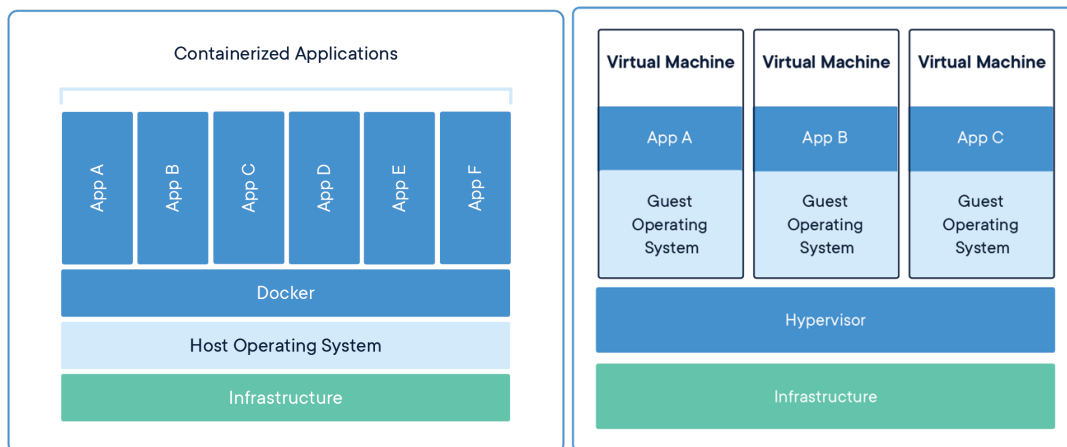 Containerized Applications
App A
App B
App C
App D
App E
App F
Docker
Host Operating System
Infrastructure
Virtual Machine
App A
Guest
Operating
System
Virtual Machine
App B
Guest
Operating
System
Virtual Machine
App C
Guest
Operating
System
Hypervisor
Infrastructure